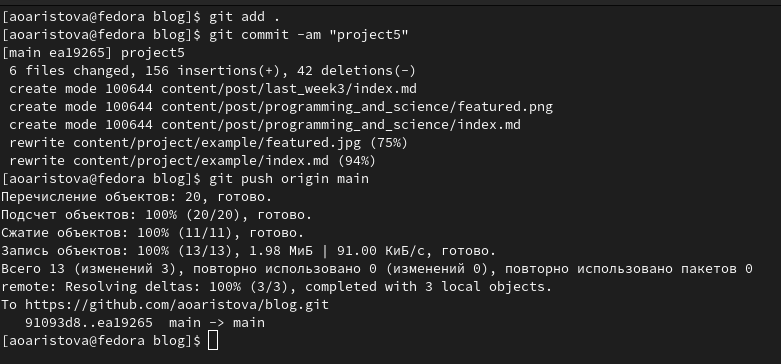 [aoaristova@fedora blog]$ git add .
[aoaristova@fedora blog]$ git commit -am "project5"
[main ea19265] project5
 6 files changed, 156 insertions(+), 42 deletions(-)
 create mode 100644 content/post/last_week3/index.md
 create mode 100644 content/post/programming_and_science/featured.png
 create mode 100644 content/post/programming_and_science/index.md
 rewrite content/project/example/featured.jpg (75%)
 rewrite content/project/example/index.md (94%)
[aoaristova@fedora blog]$ git push origin main
Перечисление объектов: 20, готово.
Подсчет объектов: 100% (20/20), готово.
Сжатие объектов: 100% (11/11), готово.
Запись объектов: 100% (13/13), 1.98 МиБ | 91.00 КиБ/с, готово.
Всего 13 (изменений 3), повторно использовано 0 (изменений 0), повторно использовано пакетов 0
remote: Resolving deltas: 100% (3/3), completed with 3 local objects.
To https://github.com/aoaristova/blog.git
   91093d8..ea19265  main -> main
[aoaristova@fedora blog]$